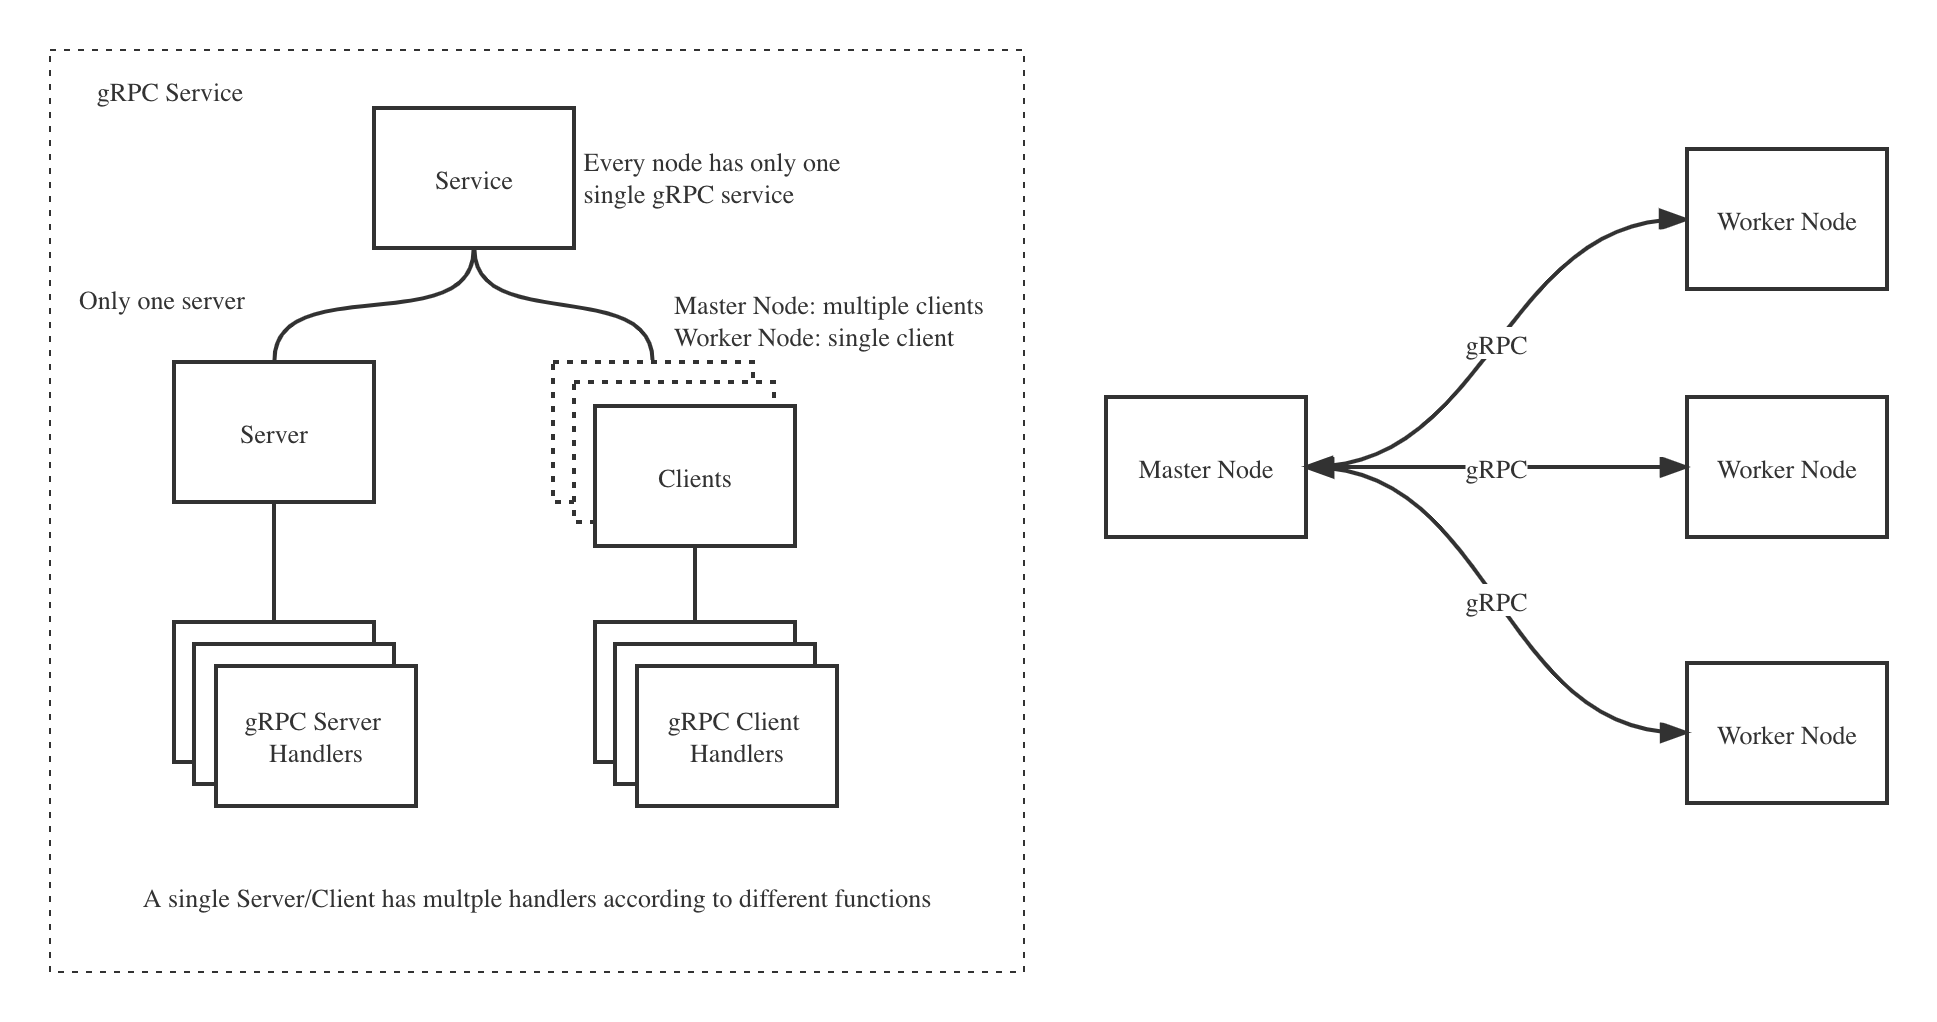 gRPC Service
Service
Every node has only one
single gRPC service
Only one server
Master Node: multiple clients
Worker Node: single client
Server
Clients
gRPC Server
Handlers
gRPC Client
Handlers
A single Server/Client has multple handlers according to different functions
Worker Node
gRPC
Master Node
gRPC
Worker Node
gRPC
Worker Node